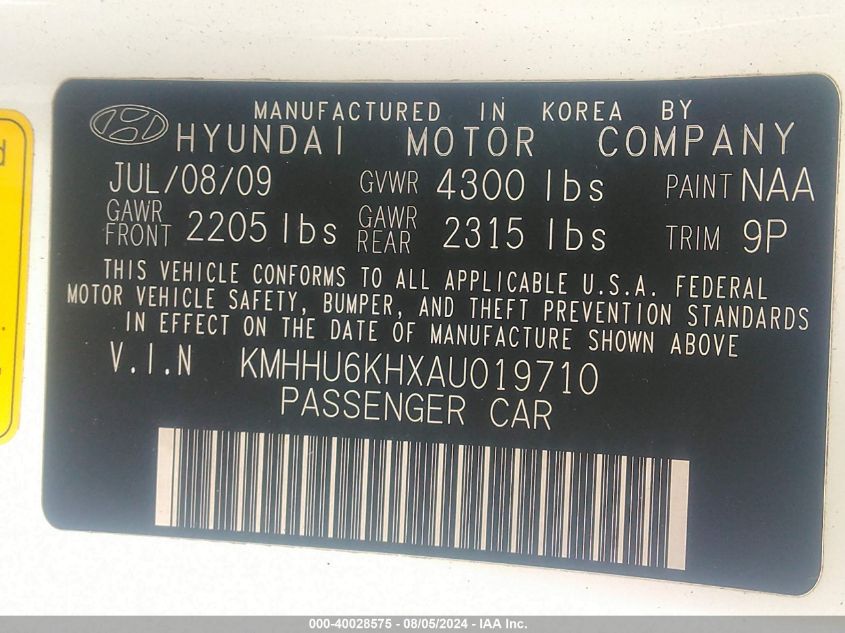 MANUFACTURED IN KOREA BY
HYUNDAI MOTOR COMPANY
JUL/08/09 GVWR 4300 lbs PAINT NAA
GAWR FRONT 2205 lbs GAWR REAR 2315 lbs TRIM 9P
THIS VEHICLE CONFORMS TO ALL APPLICABLE U.S.A. FEDERAL
MOTOR VEHICLE SAFETY, BUMPER, AND THEFT PREVENTION STANDARDS
IN EFFECT ON THE DATE OF MANUFACTURE SHOWN ABOVE
V.I.N KMHHU6KHXAU019710
PASSENGER CAR
000-40028575 - 08/05/2024 - IAA Inc.